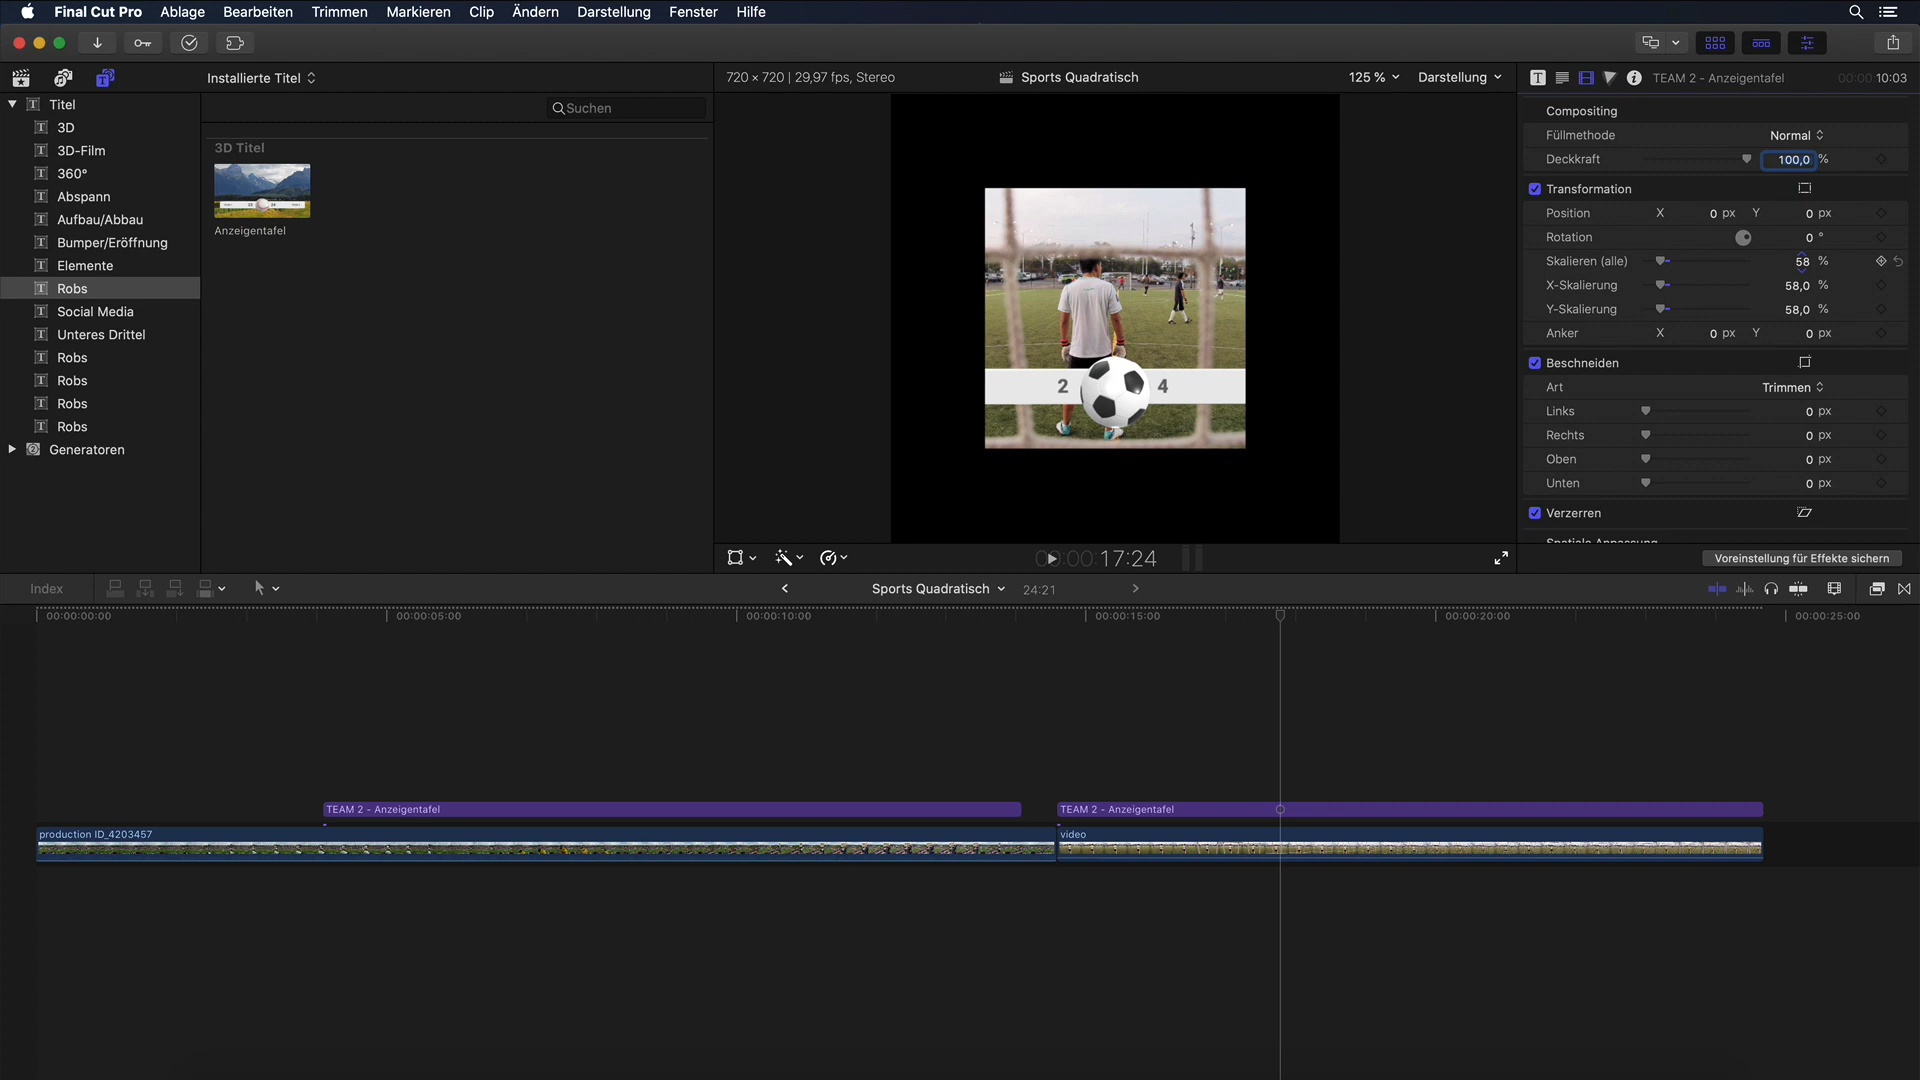 Final Cut Pro Ablage Bearbeiten Trimmen Markieren Clip Ändern Darstellung Fenster Hilfe
Installierte Titel
720 × 720 | 29,97 fps, Stereo
Sports Quadratisch
125 %
Darstellung
TEAM 2 - Anzeigentafel
00:00:10:03
Titel
3D
3D-Film
360°
Abspann
Aufbau/Abbau
Bumper/Eröffnung
Elemente
Robs
Social Media
Unteres Drittel
Robs
Robs
Robs
Robs
Generatoren
Suchen
3D Titel
Anzeigentafel
2 4
Compositing
Füllmethode Normal
Deckkraft 100,0 %
Transformation
Position X 0 px Y 0 px
Rotation 0 °
Skalieren (alle) 58 %
X-Skalierung 58,0 %
Y-Skalierung 58,0 %
Anker X 0 px Y 0 px
Beschneiden
Art Trimmen
Links 0 px
Rechts 0 px
Oben 0 px
Unten 0 px
Verzerren
Spatiale Anpassung
Voreinstellung für Effekte sichern
00:00:17:24
Index
Sports Quadratisch
24:21
00:00:00:00
00:00:05:00
00:00:10:00
00:00:15:00
00:00:20:00
00:00:25:00
TEAM 2 - Anzeigentafel
TEAM 2 - Anzeigentafel
production ID_4203457
video